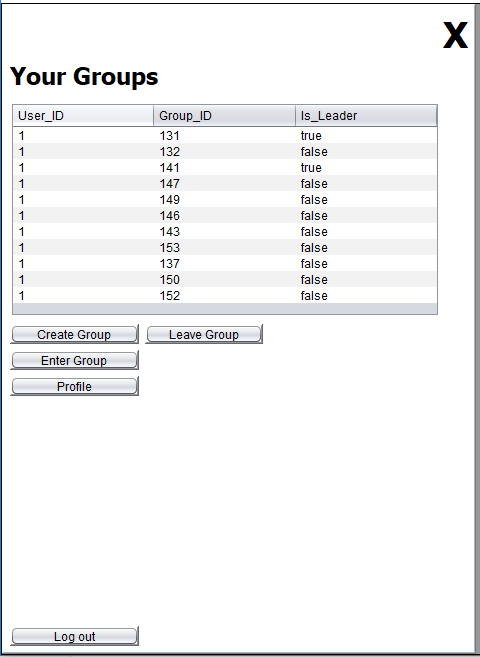 X
Your Groups
User_ID Group_ID Is_Leader
1 131 true
1 132 false
1 141 true
1 147 false
1 149 false
1 146 false
1 143 false
1 153 false
1 137 false
1 150 false
1 152 false
Create Group Leave Group
Enter Group
Profile
Log out